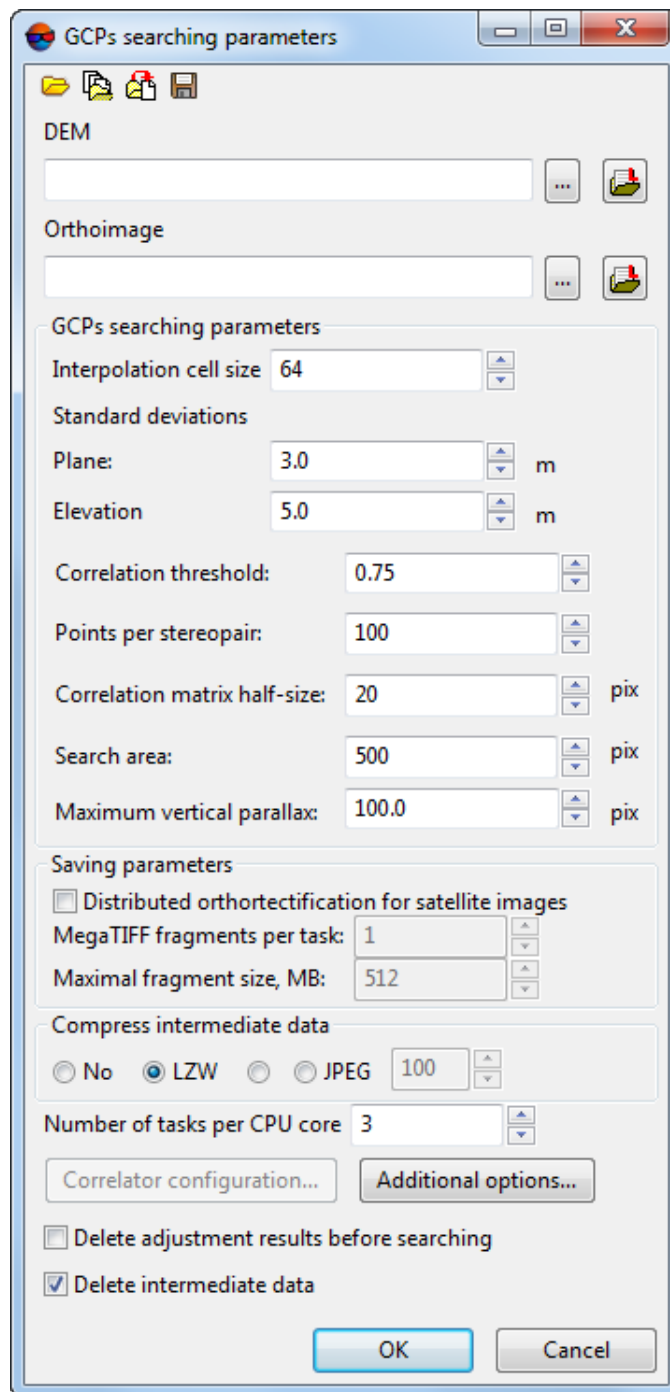 GCPs searching parameters
DEM
...
Orthoimage
...
GCPs searching parameters
Interpolation cell size 64
Standard deviations
Plane: 3.0 m
Elevation 5.0 m
Correlation threshold: 0.75
Points per stereopair: 100
Correlation matrix half-size: 20 pix
Search area: 500 pix
Maximum vertical parallax: 100.0 pix
Saving parameters
Distributed orthortectification for satellite images
MegaTIFF fragments per task: 1
Maximal fragment size, MB: 512
Compress intermediate data
No LZW JPEG 100
Number of tasks per CPU core 3
Correlator configuration... Additional options...
Delete adjustment results before searching
Delete intermediate data
OK Cancel